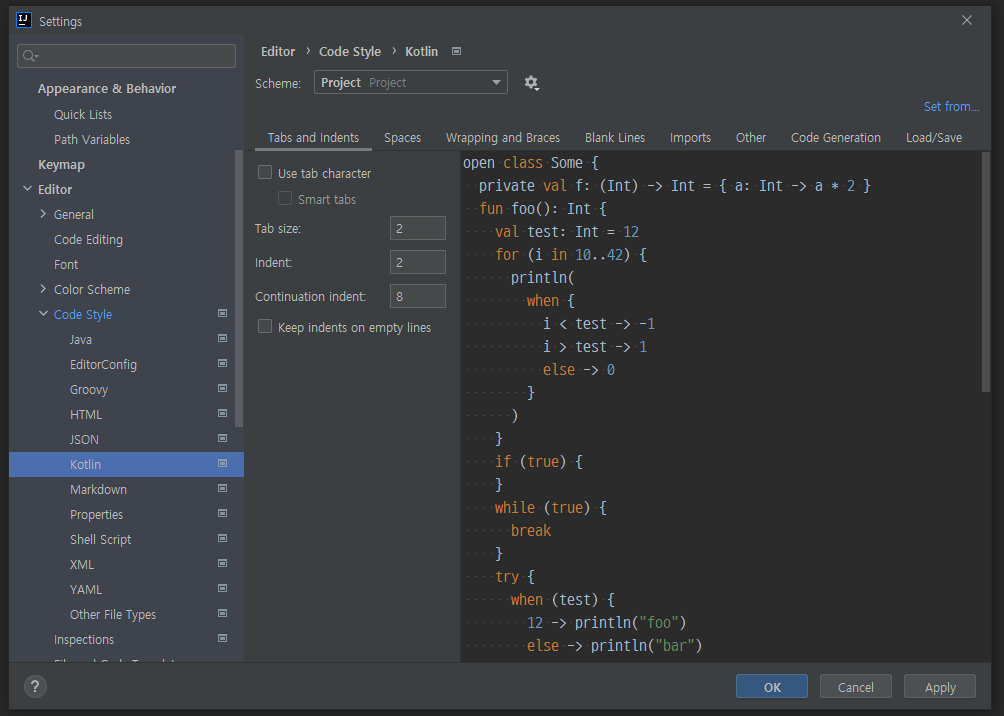 IJ Settings
Editor › Code Style › Kotlin
Scheme: Project Project
Set from...
Appearance & Behavior
Quick Lists
Path Variables
Keymap
Editor
General
Code Editing
Font
Color Scheme
Code Style
Java
EditorConfig
Groovy
HTML
JSON
Kotlin
Markdown
Properties
Shell Script
XML
YAML
Other File Types
Inspections
Tabs and Indents Spaces Wrapping and Braces Blank Lines Imports Other Code Generation Load/Save
Use tab character
Smart tabs
Tab size: 2
Indent: 2
Continuation indent: 8
Keep indents on empty lines
open class Some {
  private val f: (Int) -> Int = { a: Int -> a * 2 }
  fun foo(): Int {
    val test: Int = 12
    for (i in 10..42) {
      println(
        when {
          i < test -> -1
          i > test -> 1
          else -> 0
        }
      )
    }
    if (true) {
    }
    while (true) {
      break
    }
    try {
      when (test) {
        12 -> println("foo")
        else -> println("bar")
? OK Cancel Apply